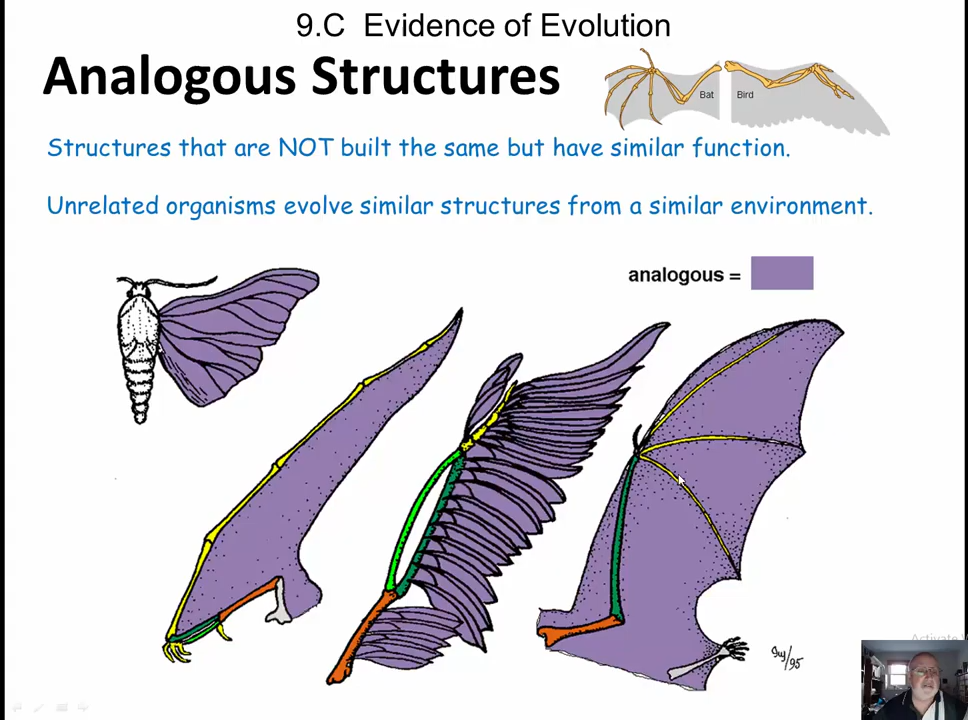 9.C Evidence of Evolution
Analogous Structures
Bat
Bird
Structures that are NOT built the same but have similar function.
Unrelated organisms evolve similar structures from a similar environment.
analogous =
Activate